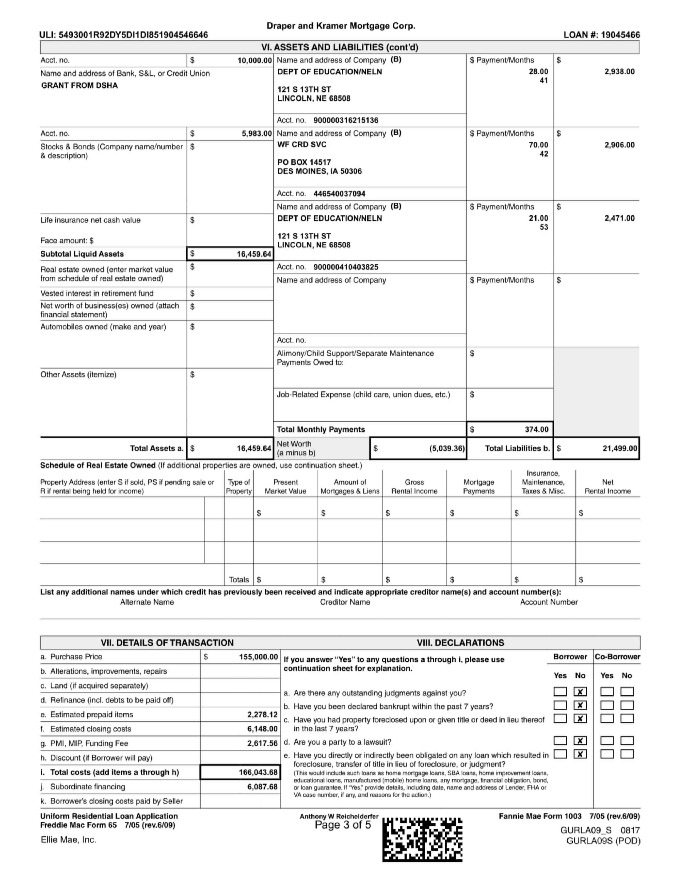 Draper and Kramer Mortgage Corp.
ULI: 5493001R92DY5DI1DI851904546646 LOAN #: 19045466
VI. ASSETS AND LIABILITIES (cont'd)
Acct. no. $ 10,000.00 Name and address of Company (B) $ Payment/Months $
Name and address of Bank, S&L, or Credit Union DEPT OF EDUCATION/NELN 28.00 2,938.00
41
GRANT FROM DSHA
121 S 13TH ST
LINCOLN, NE 68508
Acct. no. 900000316215136
Acct. no. $ 5,983.00 Name and address of Company (B) $ Payment/Months $
Stocks & Bonds (Company name/number & description) $ WF CRD SVC 70.00 2,906.00
42
PO BOX 14517
DES MOINES, IA 50306
Acct. no. 446540037094
Name and address of Company (B) $ Payment/Months $
Life insurance net cash value $ DEPT OF EDUCATION/NELN 21.00 2,471.00
53
Face amount: $ 121 S 13TH ST
LINCOLN, NE 68508
Subtotal Liquid Assets $ 16,459.64
Real estate owned (enter market value from schedule of real estate owned) $ Acct. no. 900000410403825
Name and address of Company $ Payment/Months $
Vested interest in retirement fund $
Net worth of business(es) owned (attach financial statement) $
Automobiles owned (make and year) $
Acct. no.
Alimony/Child Support/Separate Maintenance Payments Owed to: $
Other Assets (itemize) $
Job-Related Expense (child care, union dues, etc.) $
Total Monthly Payments $ 374.00
Total Assets a. $ 16,459.64 Net Worth (a minus b) $ (5,039.36) Total Liabilities b. $ 21,499.00
Schedule of Real Estate Owned (If additional properties are owned, use continuation sheet.)
Property Address (enter S if sold, PS if pending sale or R if rental being held for income) Type of Property Present Market Value Amount of Mortgages & Liens Gross Rental Income Mortgage Payments Insurance, Maintenance, Taxes & Misc. Net Rental Income
$ $ $ $ $ $
Totals $ $ $ $ $ $
List any additional names under which credit has previously been received and indicate appropriate creditor name(s) and account number(s):
Alternate Name Creditor Name Account Number
VII. DETAILS OF TRANSACTION
a. Purchase Price $ 155,000.00
b. Alterations, improvements, repairs
c. Land (if acquired separately)
d. Refinance (incl. debts to be paid off)
e. Estimated prepaid items 2,278.12
f. Estimated closing costs 6,148.00
g. PMI, MIP, Funding Fee 2,617.56
h. Discount (if Borrower will pay)
i. Total costs (add items a through h) 166,043.68
j. Subordinate financing 6,087.68
k. Borrower's closing costs paid by Seller
VIII. DECLARATIONS
If you answer "Yes" to any questions a through i, please use continuation sheet for explanation.
Borrower Co-Borrower
Yes No Yes No
a. Are there any outstanding judgments against you? X
b. Have you been declared bankrupt within the past 7 years? X
c. Have you had property foreclosed upon or given title or deed in lieu thereof in the last 7 years? X
d. Are you a party to a lawsuit? X
e. Have you directly or indirectly been obligated on any loan which resulted in foreclosure, transfer of title in lieu of foreclosure, or judgment? X
(This would include such loans as home mortgage loans, SBA loans, home improvement loans,
educational loans, manufactured (mobile) home loans, any mortgage, financial obligation, bond,
or loan guarantee. If "Yes," provide details, including date, name and address of Lender, FHA or
VA case number, if any, and reasons for the action.)
Uniform Residential Loan Application
Freddie Mac Form 65 7/05 (rev.6/09)
Ellie Mae, Inc.
Anthony W Reichelderfer
Page 3 of 5
Fannie Mae Form 1003 7/05 (rev.6/09)
GURLA09_S 0817
GURLA09S (POD)